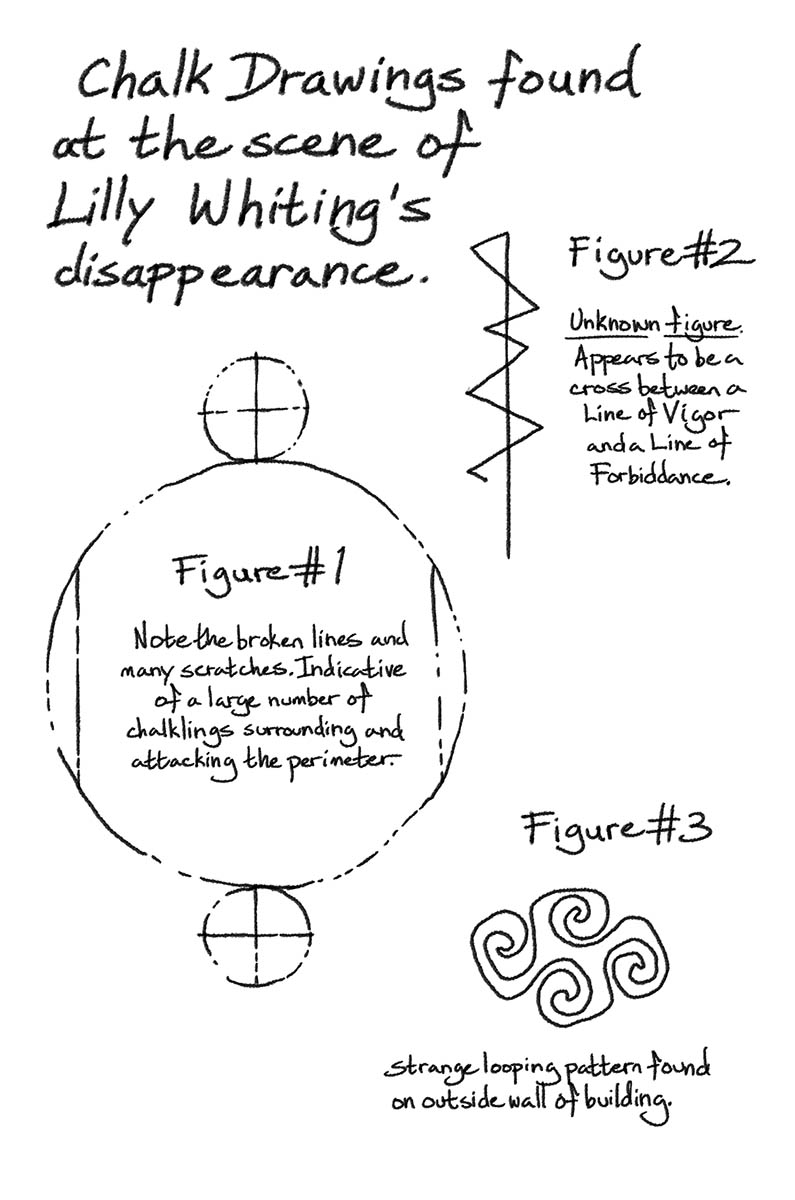 Chalk Drawings found
at the scene of
Lilly Whiting's
disappearance.
Figure #1
Note the broken lines and
many scratches. Indicative
of a large number of
chalklings surrounding and
attacking the perimeter.
Figure #2
Unknown figure.
Appears to be a
cross between a
Line of Vigor
and a Line of
Forbiddance.
Figure #3
Strange looping pattern found
on outside wall of building.